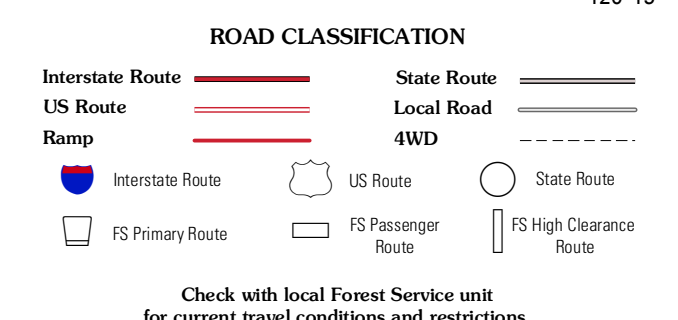 ROAD CLASSIFICATION
Interstate Route
State Route
US Route
Local Road
Ramp
4WD
Interstate Route
US Route
State Route
FS Primary Route
FS Passenger
Route
FS High Clearance
Route
Check with local Forest Service unit
for current travel conditions and restrictions